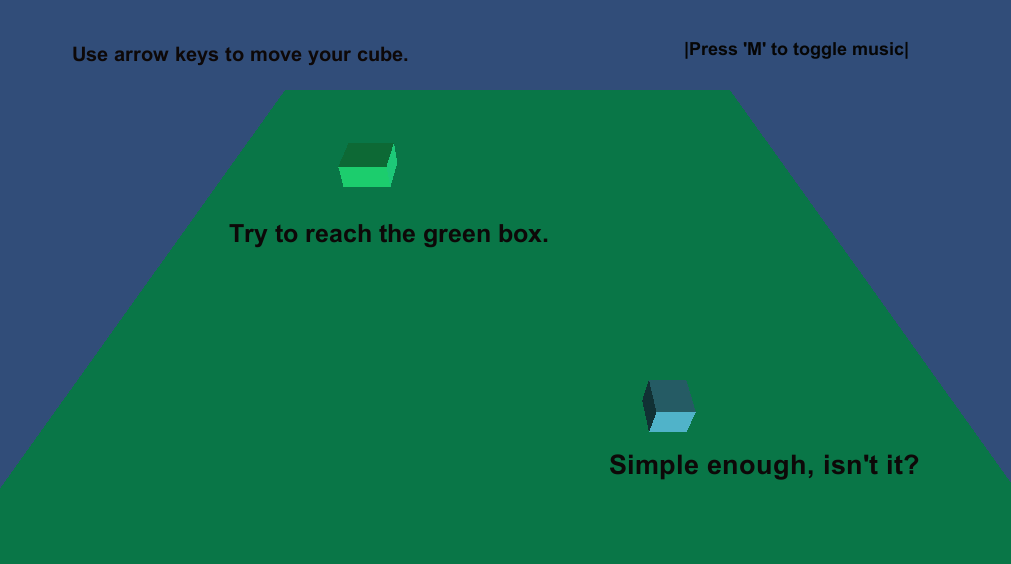 Use arrow keys to move your cube.
|Press 'M' to toggle music|
Try to reach the green box.
Simple enough, isn't it?